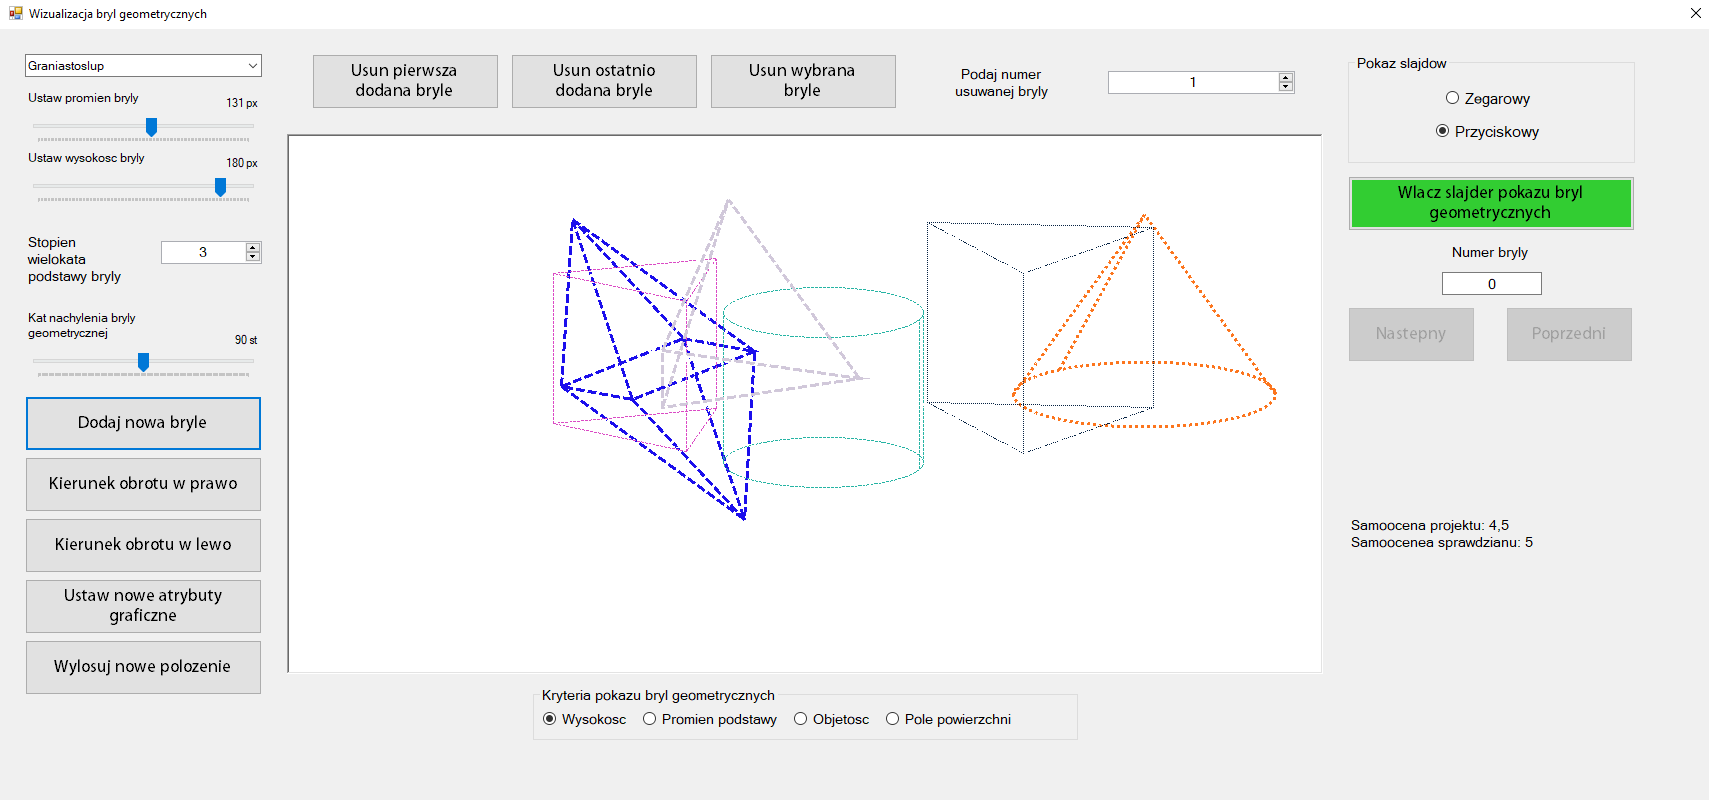 Wizualizacja bryl geometrycznych
Graniastoslup
Ustaw promien bryly
131 px
Ustaw wysokosc bryly
180 px
Stopien
wielokata
podstawy bryly
3
Kat nachylenia bryly
geometrycznej
90 st
Dodaj nowa bryle
Kierunek obrotu w prawo
Kierunek obrotu w lewo
Ustaw nowe atrybuty
graficzne
Wylosuj nowe polozenie
Usun pierwsza
dodana bryle
Usun ostatnio
dodana bryle
Usun wybrana
bryle
Podaj numer
usuwanej bryly
1
Kryteria pokazu bryl geometrycznych
Wysokosc
Promien podstawy
Objetosc
Pole powierzchni
Pokaz slajdow
Zegarowy
Przyciskowy
Wlacz slajder pokazu bryl
geometrycznych
Numer bryly
0
Nastepny
Poprzedni
Samoocena projektu: 4,5
Samoocenea sprawdzianu: 5